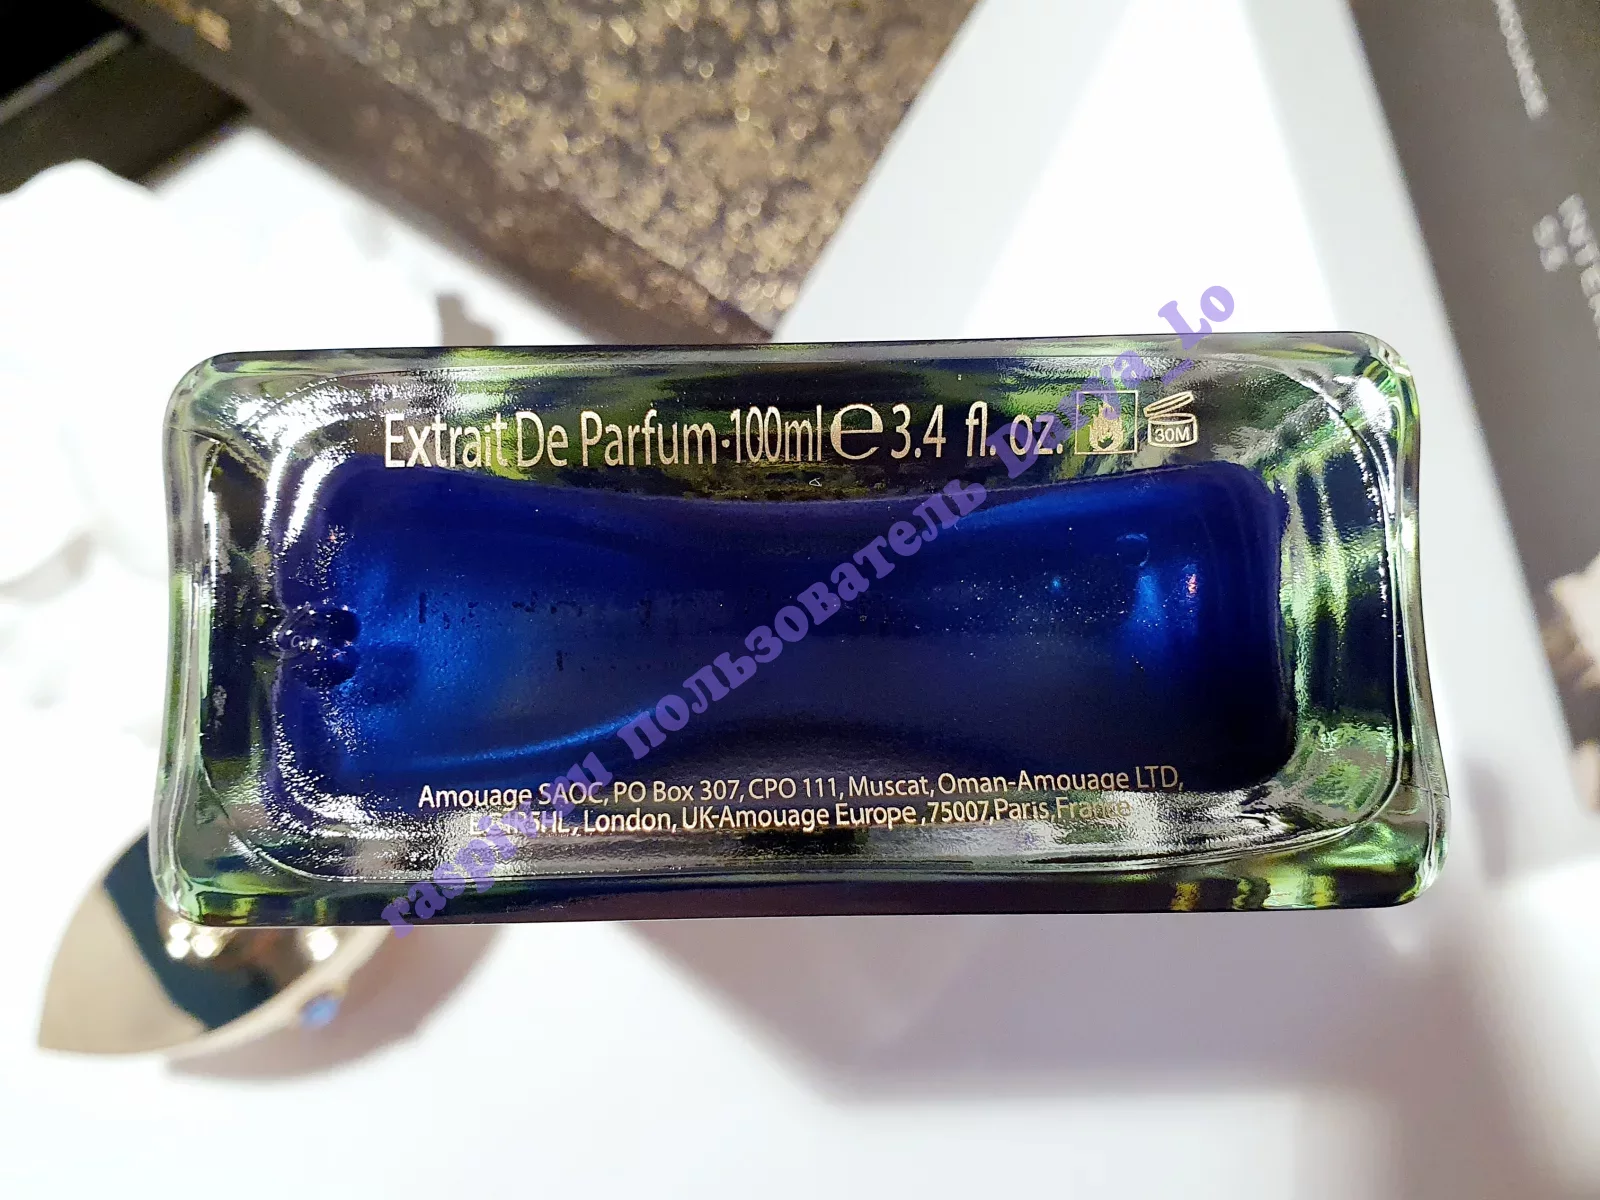 Extrait De Parfum·100ml e 3.4 fl. oz.
30M
Amouage SAOC, PO Box 307, CPO 111, Muscat, Oman-Amouage LTD,
London, UK-Amouage Europe ,75007,Paris,France
пользователь